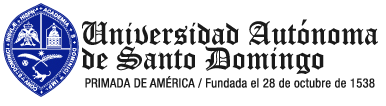 Universidad Autónoma
de Santo Domingo
PRIMADA DE AMÉRICA / Fundada el 28 de octubre de 1538